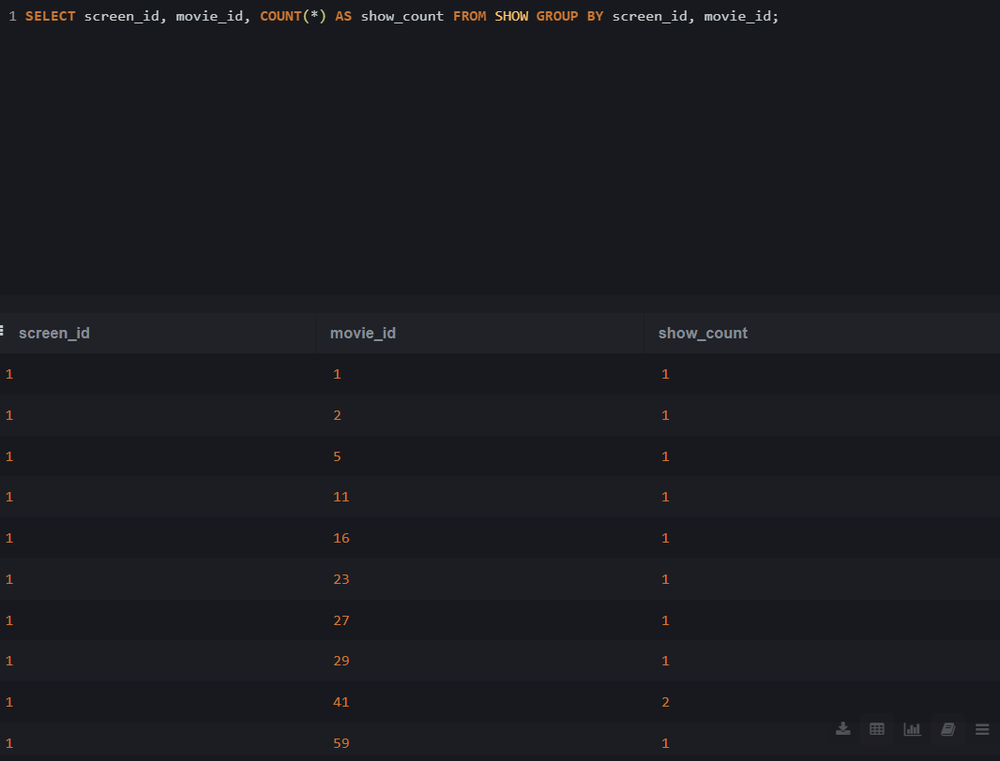 1 SELECT screen_id, movie_id, COUNT(*) AS show_count FROM SHOW GROUP BY screen_id, movie_id;
screen_id movie_id show_count
1 1 1
1 2 1
1 5 1
1 11 1
1 16 1
1 23 1
1 27 1
1 29 1
1 41 2
1 59 1